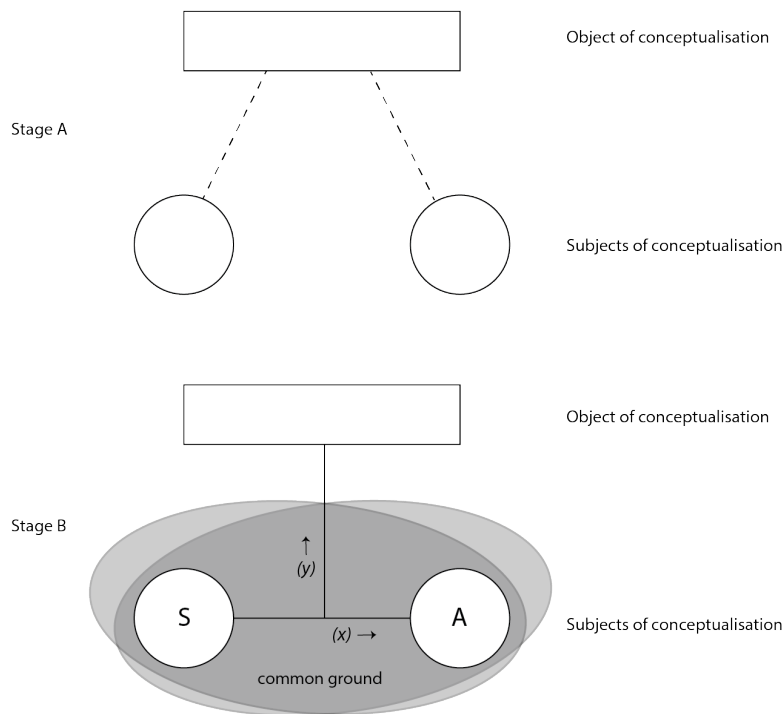 Object of conceptualisation
Stage A
Subjects of conceptualisation
Object of conceptualisation
Stage B
↑
(y)
S
A
(x) →
Subjects of conceptualisation
common ground